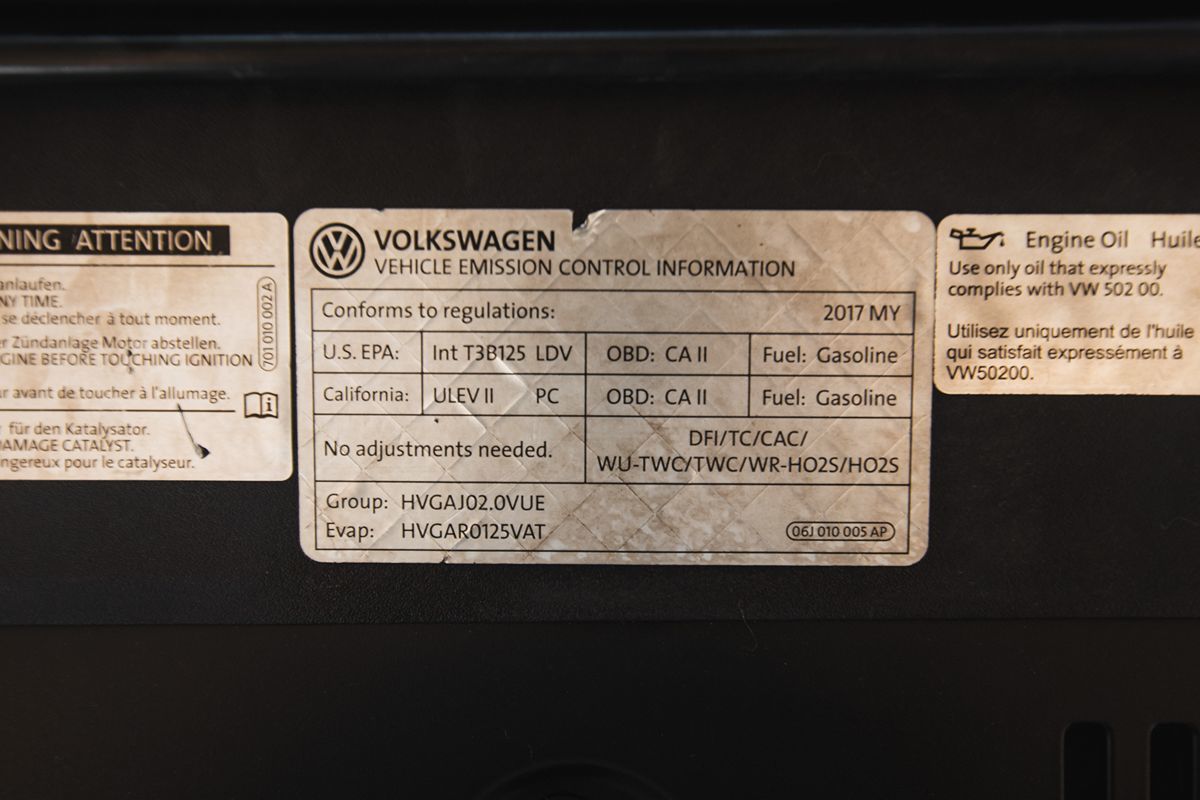 NING ATTENTION
anlaufen.
NY TIME.
se déclencher à tout moment.
er Zündanlage Motor abstellen.
GINE BEFORE TOUCHING IGNITION
ur avant de toucher à l'allumage.
für den Katalysator.
DAMAGE CATALYST.
ngereux pour le catalyseur.
701 010 002 A
VOLKSWAGEN
VEHICLE EMISSION CONTROL INFORMATION
Conforms to regulations: 2017 MY
U.S. EPA: Int T3B125 LDV OBD: CA II Fuel: Gasoline
California: ULEV II PC OBD: CA II Fuel: Gasoline
No adjustments needed.
DFI/TC/CAC/
WU-TWC/TWC/WR-HO2S/HO2S
Group: HVGAJ02.0VUE
Evap: HVGAR0125VAT
06J 010 005 AP
Engine Oil Huile
Use only oil that expressly
complies with VW 502 00.
Utilisez uniquement de l'huile
qui satisfait expressément à
VW50200.